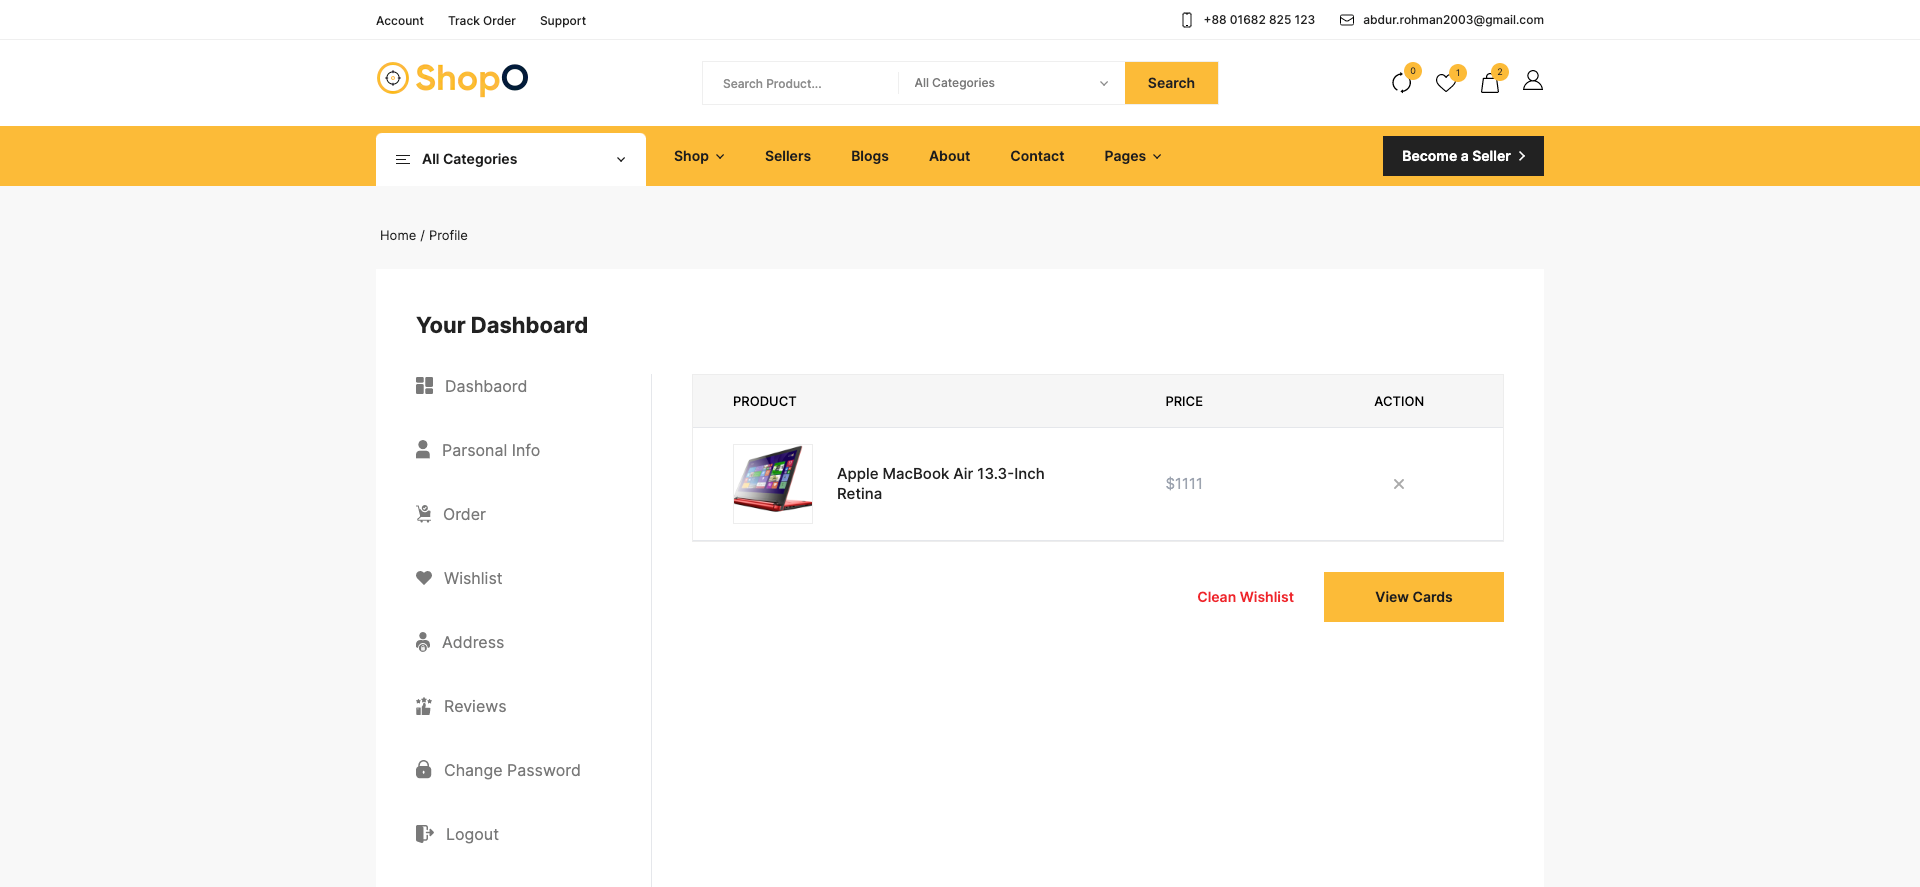 Account Track Order Support +88 01682 825 123 abdur.rohman2003@gmail.com
ShopO Search Product... All Categories Search 0 1 2
All Categories Shop Sellers Blogs About Contact Pages Become a Seller
Home / Profile
Your Dashboard
Dashbaord
Parsonal Info
Order
Wishlist
Address
Reviews
Change Password
Logout
PRODUCT PRICE ACTION
Apple MacBook Air 13.3-Inch
Retina
$1111
Clean Wishlist View Cards